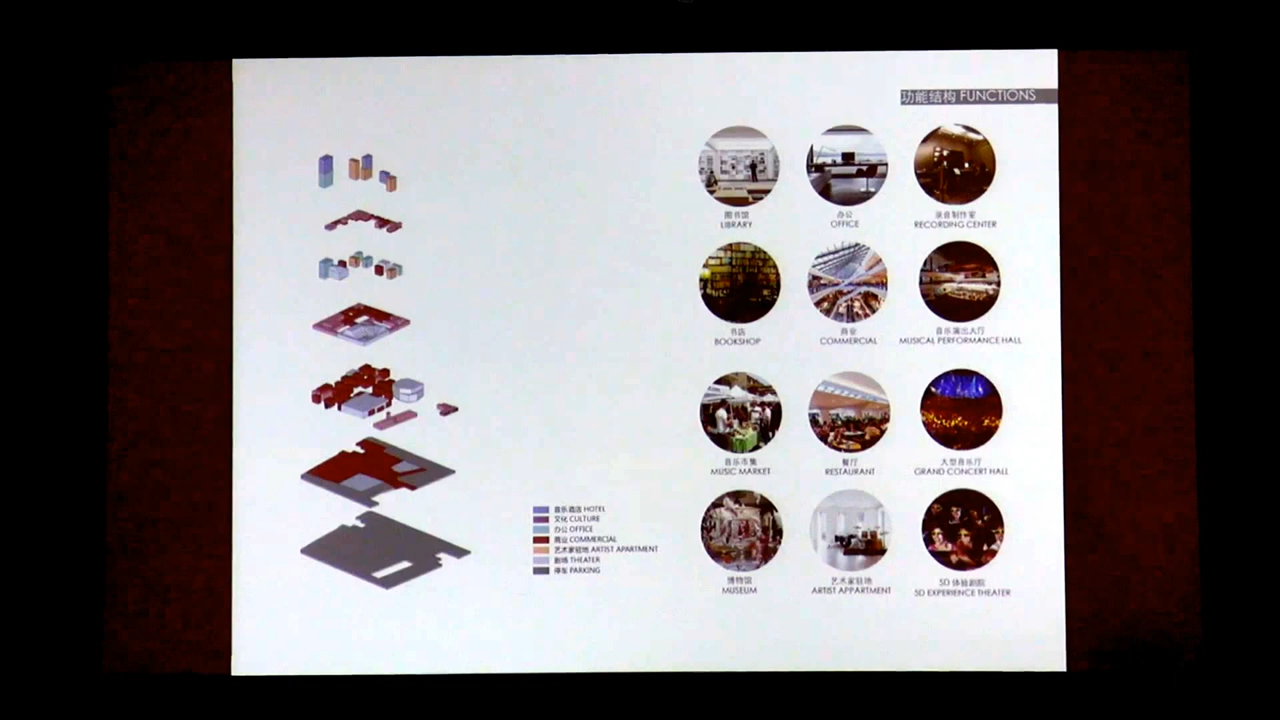 功能结构 FUNCTIONS
图书馆
LIBRARY
办公
OFFICE
录音制作室
RECORDING CENTER
书店
BOOKSHOP
商业
COMMERCIAL
音乐演出大厅
MUSICAL PERFORMANCE HALL
音乐市集
MUSIC MARKET
餐厅
RESTAURANT
大型音乐厅
GRAND CONCERT HALL
音乐酒店 HOTEL
文化 CULTURE
办公 OFFICE
商业 COMMERCIAL
艺术家驻地 ARTIST APARTMENT
剧场 THEATER
停车 PARKING
博物馆
MUSEUM
艺术家驻地
ARTIST APPARTMENT
5D 体验剧院
5D EXPERIENCE THEATER